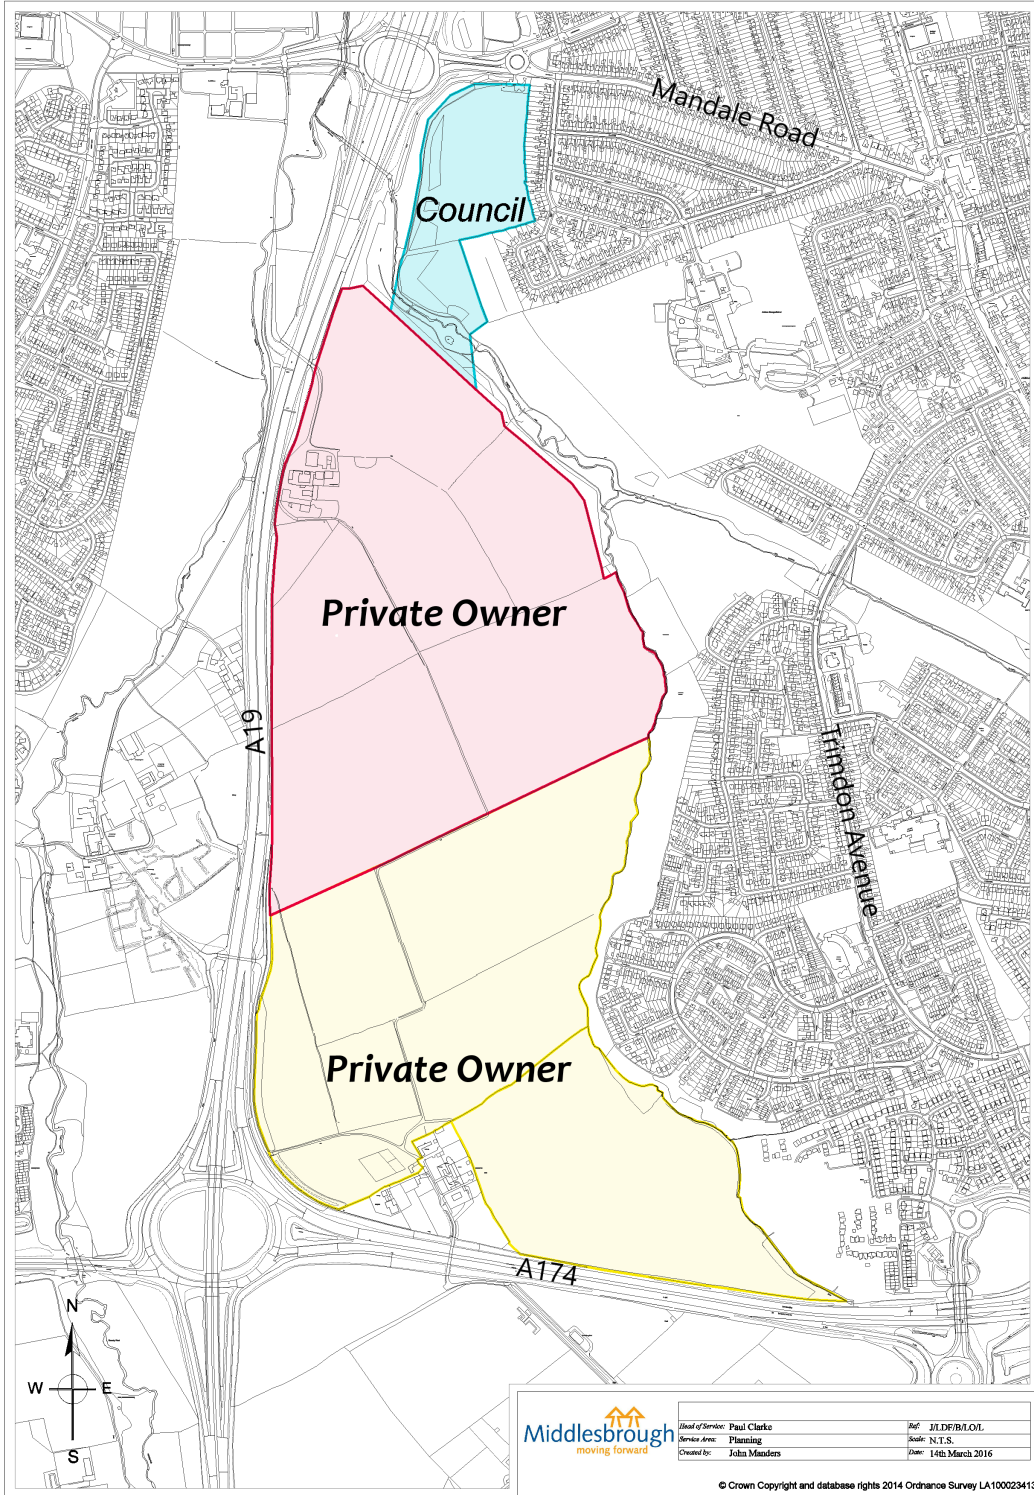 Mandale Road
Council
Private Owner
A19
Trimdon Avenue
Private Owner
A174
N
W E
S
Middlesbrough
moving forward
Head of Service: Paul Clarke Ref: J/LDF/B/LO/L
Service Area: Planning Scale: N.T.S.
Created by: John Manders Date: 14th March 2016
© Crown Copyright and database rights 2014 Ordnance Survey LA100023413